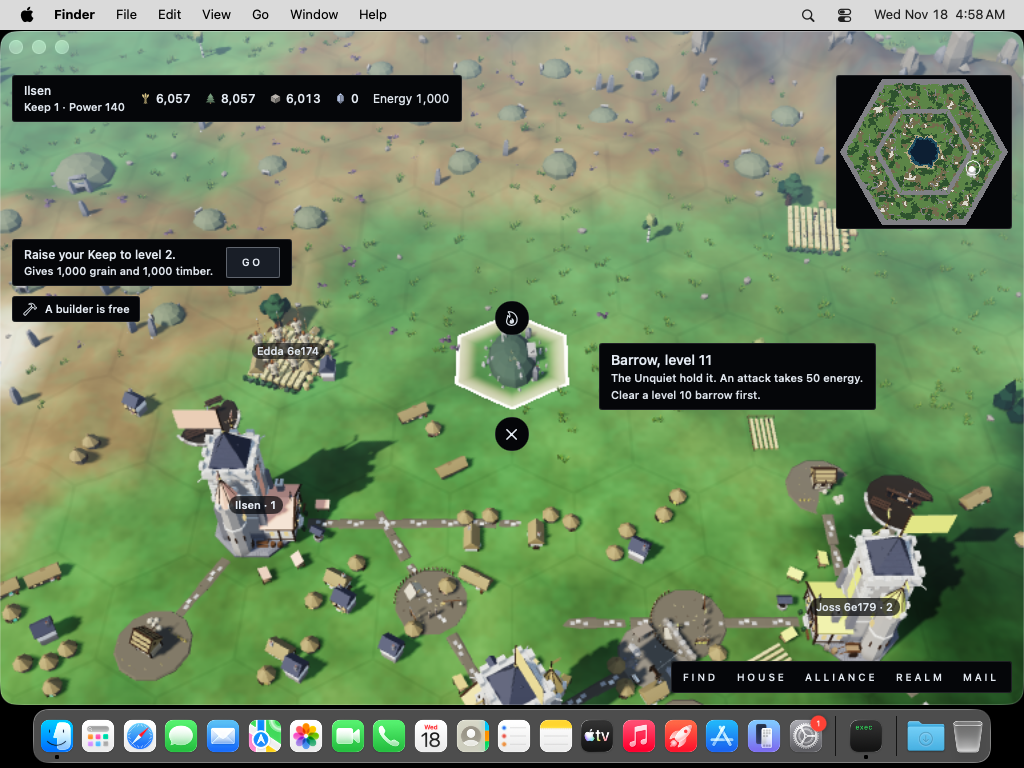 Finder File Edit View Go Window Help Wed Nov 18 4:58 AM
Ilsen
Keep 1 · Power 140
6,057 8,057 6,013 0 Energy 1,000
Raise your Keep to level 2.
Gives 1,000 grain and 1,000 timber.
GO
A builder is free
Edda 6e174
Barrow, level 11
The Unquiet hold it. An attack takes 50 energy.
Clear a level 10 barrow first.
Ilsen · 1
Joss 6e179 · 2
FIND HOUSE ALLIANCE REALM MAIL
Wed
18
tv
1
exec